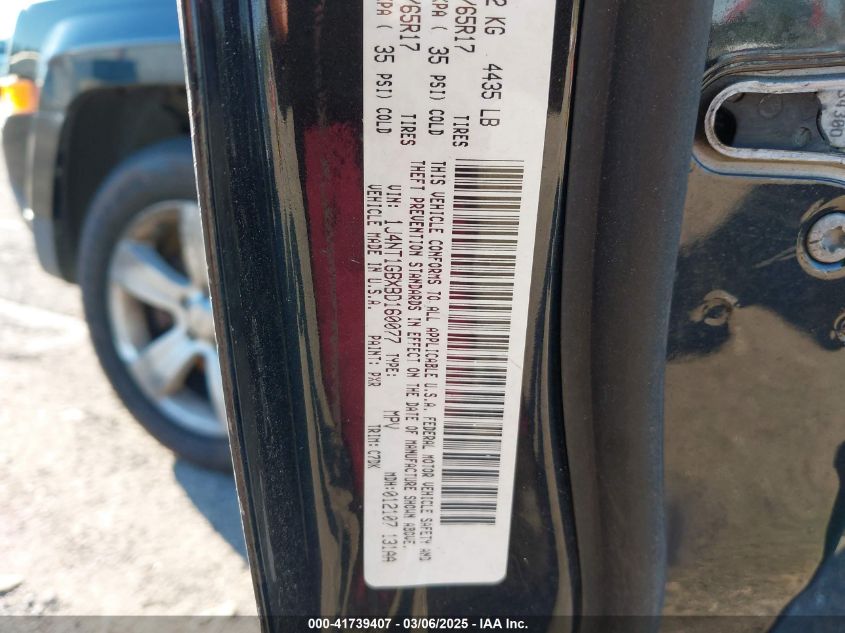 2 KG 4435 LB
/65R17 TIRES
KPA ( 35 PSI) COLD
/65R17 TIRES
KPA ( 35 PSI) COLD
THIS VEHICLE CONFORMS TO ALL APPLICABLE U.S.A. FEDERAL MOTOR VEHICLE SAFETY AND
THEFT PREVENTION STANDARDS IN EFFECT ON THE DATE OF MANUFACTURE SHOWN ABOVE.
VIN: 1J4NT1GBXBD160077 TYPE: MPV MDH:012107 131AA
VEHICLE MADE IN U.S.A. PAINT: PXR TRIM: C7DX
000-41739407 — 03/06/2025 — IAA Inc.